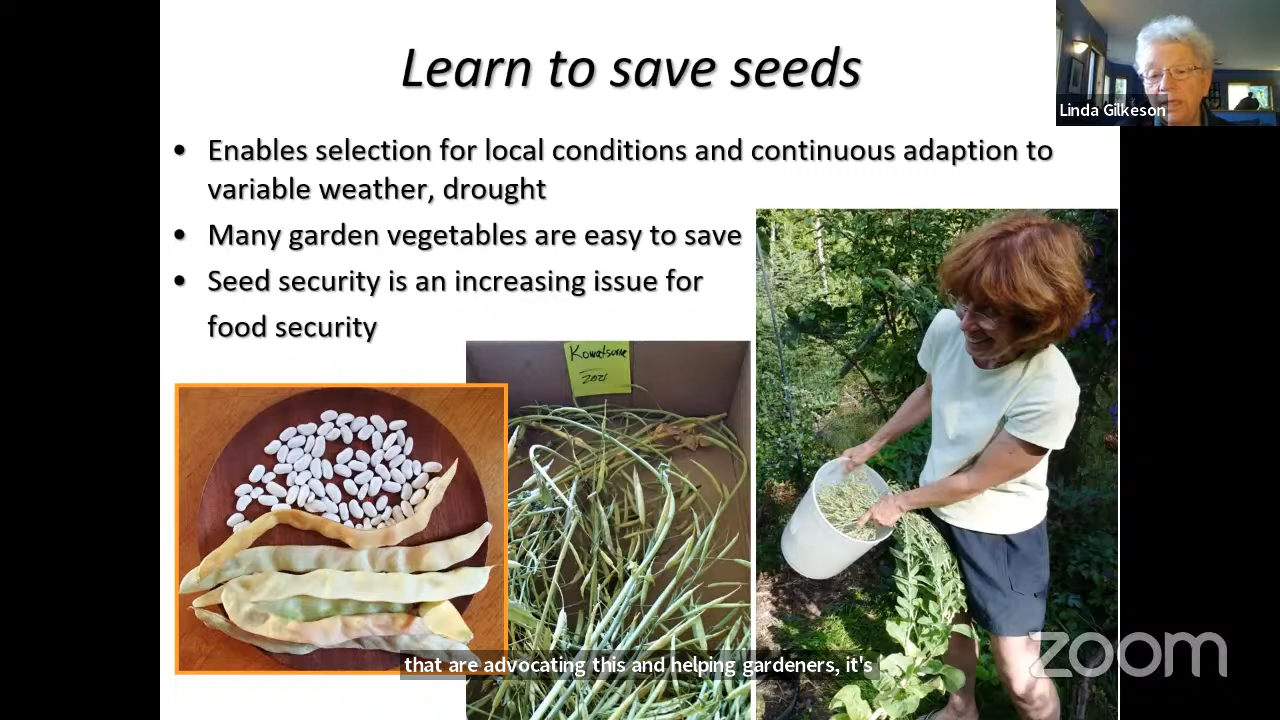 Learn to save seeds
Linda Gilkeson
• Enables selection for local conditions and continuous adaption to
variable weather, drought
• Many garden vegetables are easy to save
• Seed security is an increasing issue for
food security
2021
that are advocating this and helping gardeners, it's
zoom